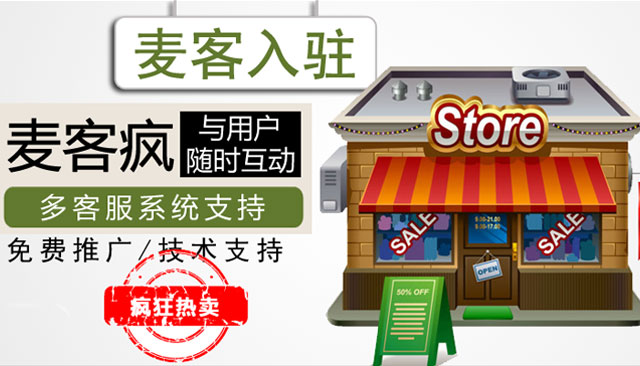 麦客入驻
麦客疯
与用户
随时互动
多客服系统支持
免费推广/技术支持
疯狂热卖
Store
SALE
SALE
OPEN
50% OFF